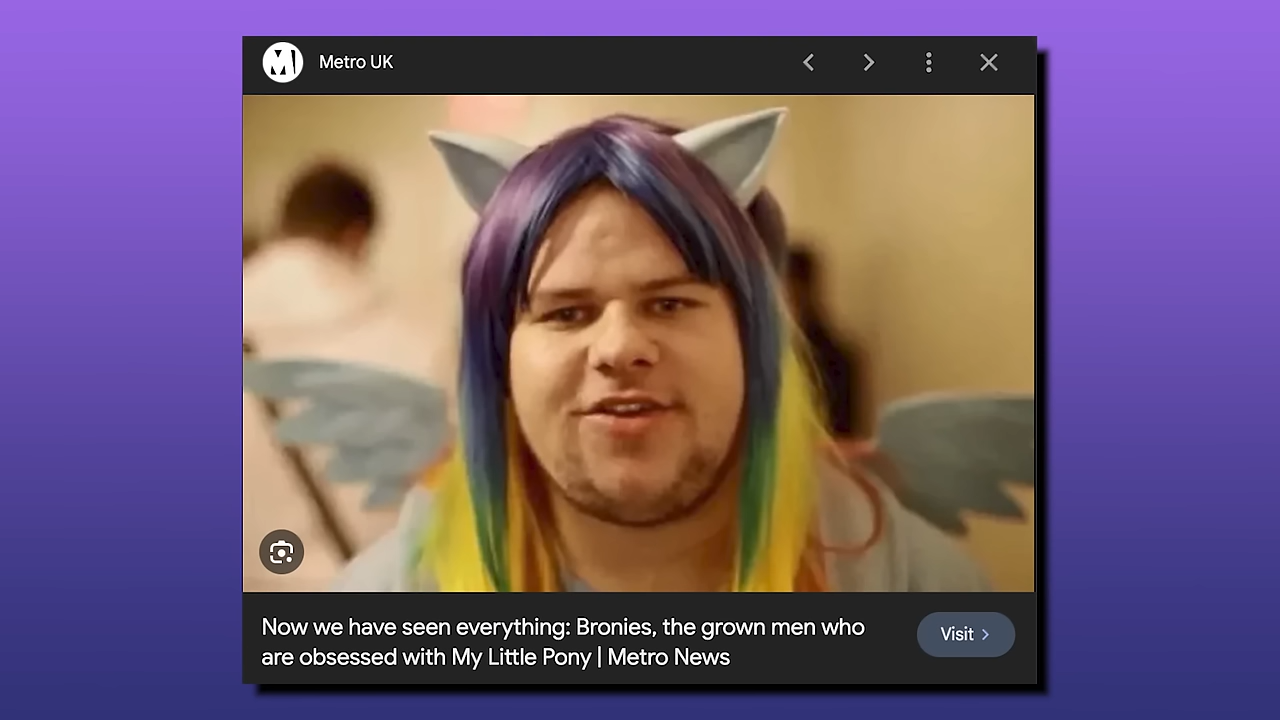 Metro UK
Now we have seen everything: Bronies, the grown men who
are obsessed with My Little Pony | Metro News
Visit